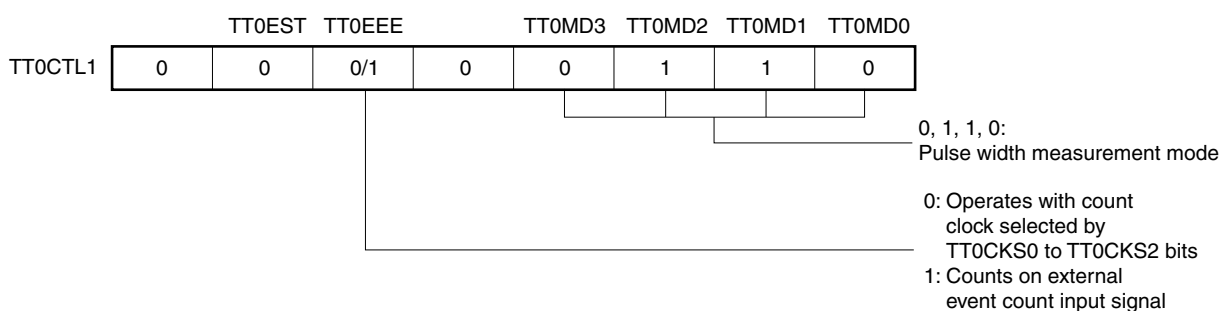 TT0EST TT0EEE TT0MD3 TT0MD2 TT0MD1 TT0MD0
TT0CTL1 0 0 0/1 0 0 1 1 0
0, 1, 1, 0:
Pulse width measurement mode
0: Operates with count
clock selected by
TT0CKS0 to TT0CKS2 bits
1: Counts on external
event count input signal